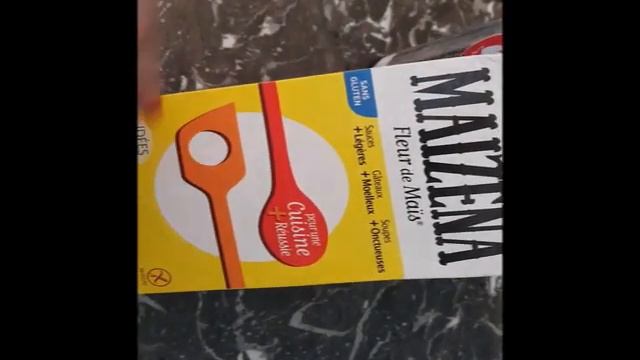 MAIZENA
Fleur de Maïs®
SANS
GLUTEN
Sauces
+Légères
Gâteaux
+Moelleux
Soupes
+Onctueuses
pour une
Cuisine
+Réussie
IDÉES